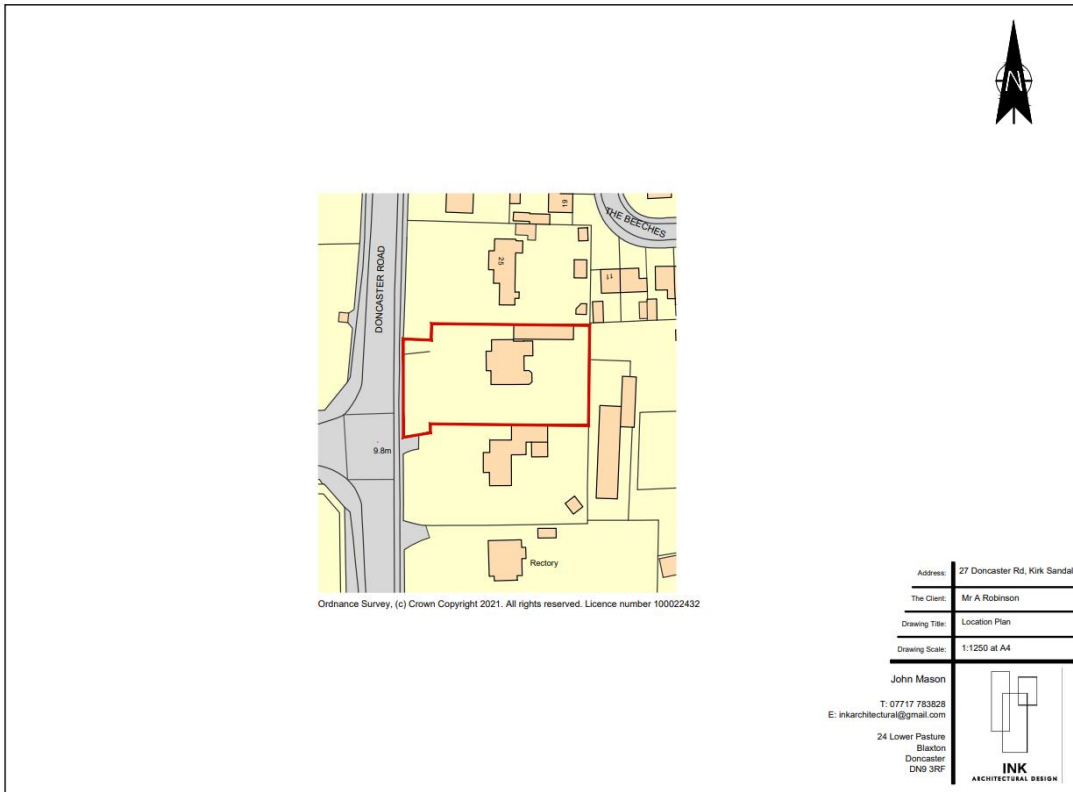 N
THE BEECHES
19
DONCASTER ROAD
25
11
9.8m
Rectory
Ordnance Survey, (c) Crown Copyright 2021. All rights reserved. Licence number 100022432
Address: 27 Doncaster Rd, Kirk Sandal
The Client: Mr A Robinson
Drawing Title: Location Plan
Drawing Scale: 1:1250 at A4
John Mason
T: 07717 783828
E: inkarchitectural@gmail.com
24 Lower Pasture
Blaxton
Doncaster
DN9 3RF
INK
ARCHITECTURAL DESIGN